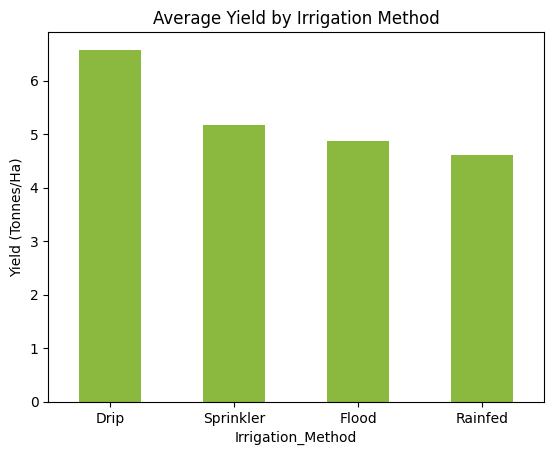 Average Yield by Irrigation Method
Yield (Tonnes/Ha)
6
5
4
3
2
1
0
Drip Sprinkler Flood Rainfed
Irrigation_Method